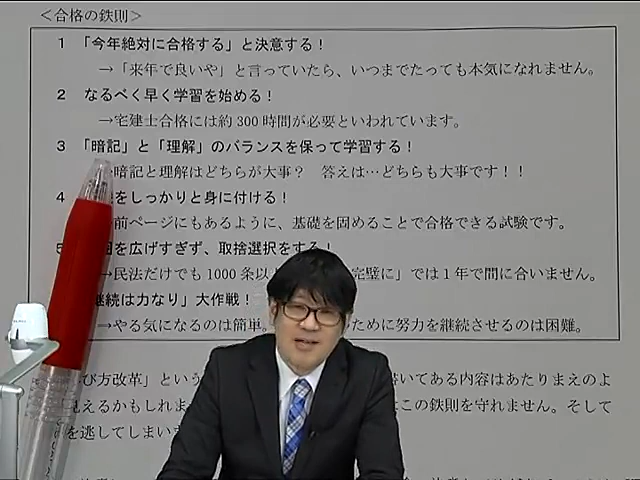 ＜合格の鉄則＞
1 「今年絶対に合格する」と決意する！
→「来年で良いや」と言っていたら、いつまでたっても本気になれません。
2 なるべく早く学習を始める！
→宅建士合格には約300時間が必要といわれています。
3 「暗記」と「理解」のバランスを保って学習する！
暗記と理解はどちらが大事？ 答えは…どちらも大事です！！
4 をしっかりと身に付ける！
前ページにもあるように、基礎を固めることで合格できる試験です。
5 囲を広げすぎず、取捨選択をする！
→民法だけでも1000条以 完璧に」では1年で間に合いません。
継続は力なり」大作戦！
→やる気になるのは簡単。 ために努力を継続させるのは困難。
び方改革」という 書いてある内容はあたりまえのよ
見えるかもしれま はこの鉄則を守れません。そして
を逃してしまいま